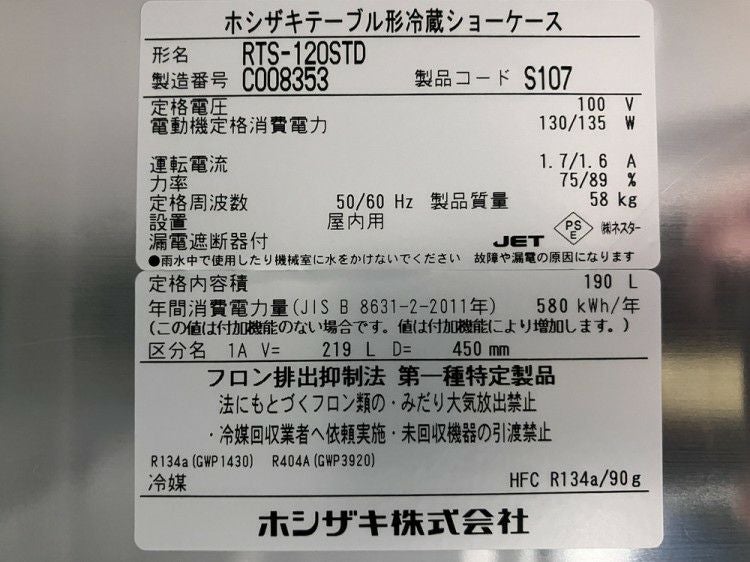 ホシザキテーブル形冷蔵ショーケース
形名 RTS-120STD
製造番号 C008353 製品コード S107
定格電圧 100 V
電動機定格消費電力 130/135 W
運転電流 1.7/1.6 A
力率 75/89 %
定格周波数 50/60 Hz 製品質量 58 kg
設置 屋内用
漏電遮断器付 JET PSE ㈱ネスター
●雨水中で使用したり機械室に水をかけないでください 故障や漏電の原因になります
定格内容積 190 L
年間消費電力量(JIS B 8631-2-2011年) 580 kWh/年
(この値は付加機能のない場合です。値は付加機能により増加します。)
区分名 1A V= 219 L D= 450 mm
フロン排出抑制法 第一種特定製品
法にもとづくフロン類の・みだり大気放出禁止
・冷媒回収業者へ依頼実施・未回収機器の引渡禁止
R134a(GWP1430) R404A(GWP3920)
冷媒 HFC R134a/90g
ホシザキ株式会社